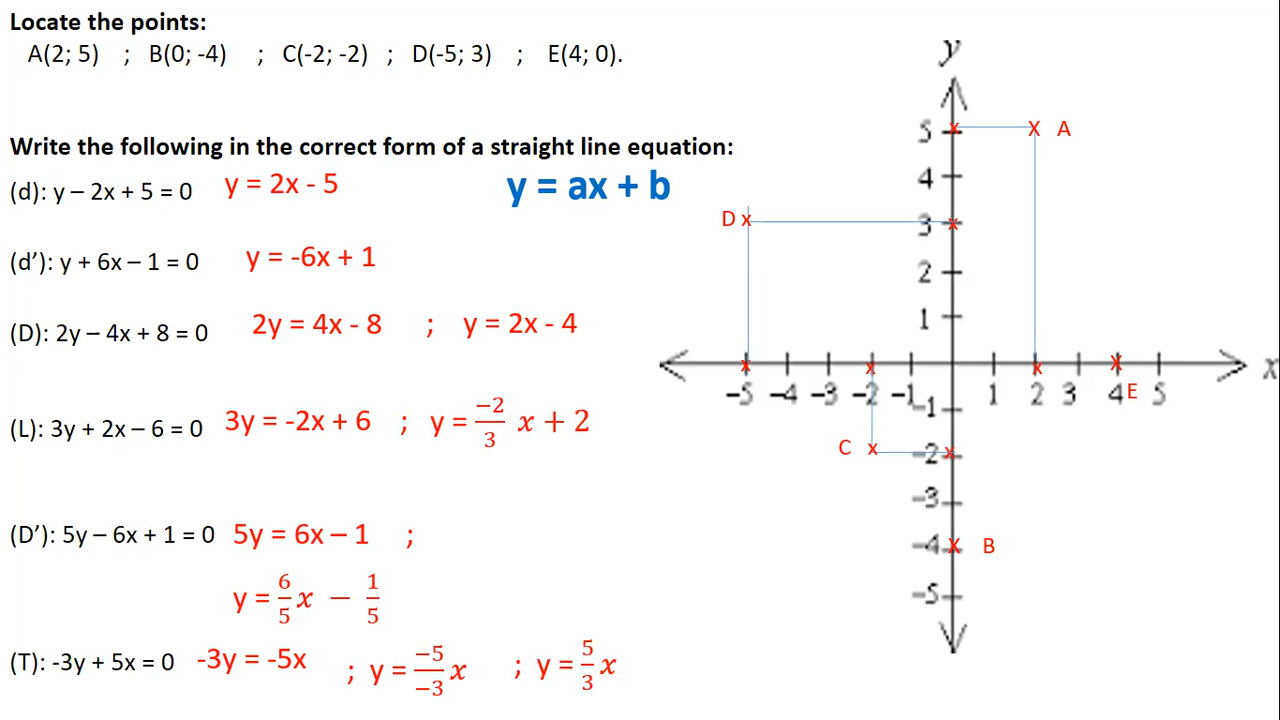 Locate the points:
A(2; 5) ; B(0; -4) ; C(-2; -2) ; D(-5; 3) ; E(4; 0).
Write the following in the correct form of a straight line equation:
y = ax + b
(d): y – 2x + 5 = 0 y = 2x - 5
(d’): y + 6x – 1 = 0 y = -6x + 1
(D): 2y – 4x + 8 = 0 2y = 4x - 8 ; y = 2x - 4
(L): 3y + 2x – 6 = 0 3y = -2x + 6 ; y = −2/3 x + 2
(D’): 5y – 6x + 1 = 0 5y = 6x – 1 ;
y = 6/5 x − 1/5
(T): -3y + 5x = 0 -3y = -5x ; y = −5/−3 x ; y = 5/3 x
y
5 x x A
4
D x 3 x
2
1
x
–5 –4 –3 –2 –1 1 2 3 4 E 5
–1
C x –2 x
–3
–4 x B
–5